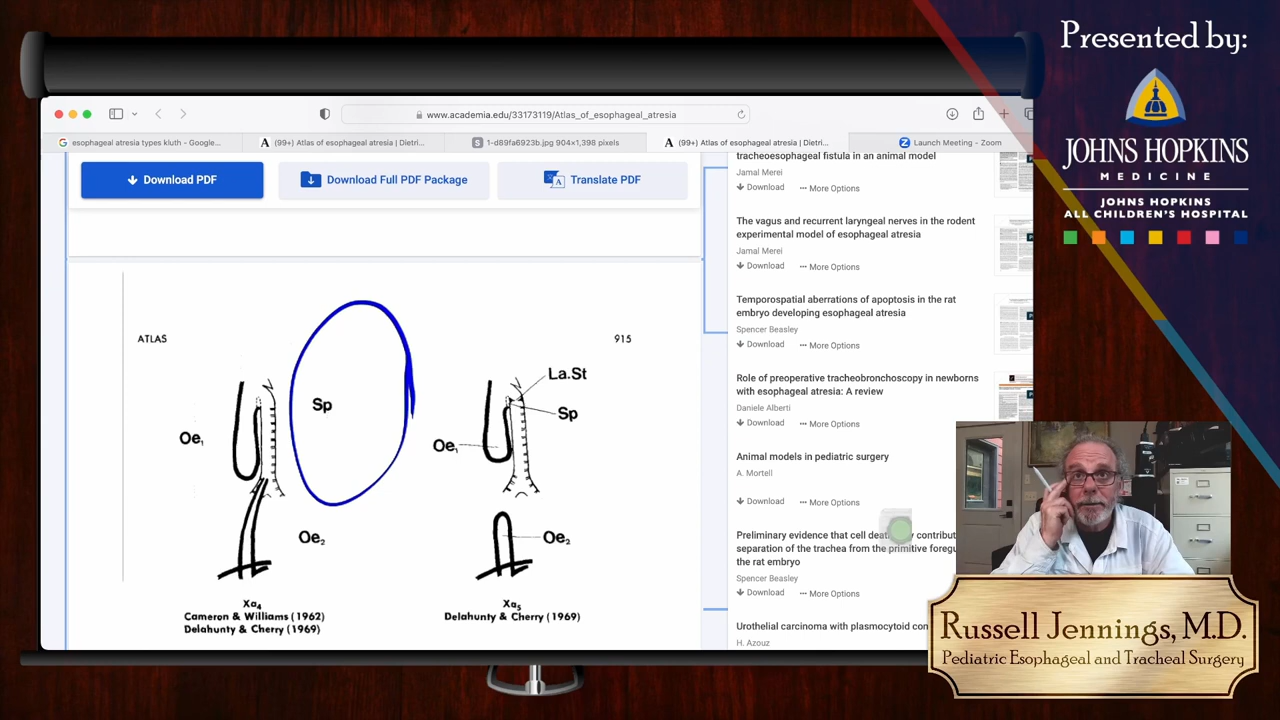 Presented by:
JOHNS HOPKINS
MEDICINE
JOHNS HOPKINS
ALL CHILDREN'S HOSPITAL
www.academia.edu/33173119/Atlas_of_esophageal_atresia
esophageal atresia types kluth - Google...
(99+) Atlas of esophageal atresia | Dietri...
1-d89fa6923b.jpg 904×1,398 pixels
(99+) Atlas of esophageal atresia | Dietri...
Launch Meeting - Zoom
Download PDF
Download Full PDF Package
Translate PDF
ATLAS
915
Sp
Oe1
Oe2
Xa4
Cameron & Williams (1962)
Delahunty & Cherry (1969)
La.St
Sp
Oe1
Oe2
Xa5
Delahunty & Cherry (1969)
tracheoesophageal fistula in an animal model
Jamal Merei
Download ••• More Options
The vagus and recurrent laryngeal nerves in the rodent
experimental model of esophageal atresia
Jamal Merei
Download ••• More Options
Temporospatial aberrations of apoptosis in the rat
embryo developing esophageal atresia
Spencer Beasley
Download ••• More Options
Role of preoperative tracheobronchoscopy in newborns
with esophageal atresia: A review
Daniele Alberti
Download ••• More Options
Animal models in pediatric surgery
A. Mortell
Download ••• More Options
Preliminary evidence that cell death
separation of the trachea from the primitive
the rat embryo
Spencer Beasley
Download ••• More Options
Urothelial carcinoma with plasmocytoid
H. Azouz
Russell Jennings, M.D.
Pediatric Esophageal and Tracheal Surgery